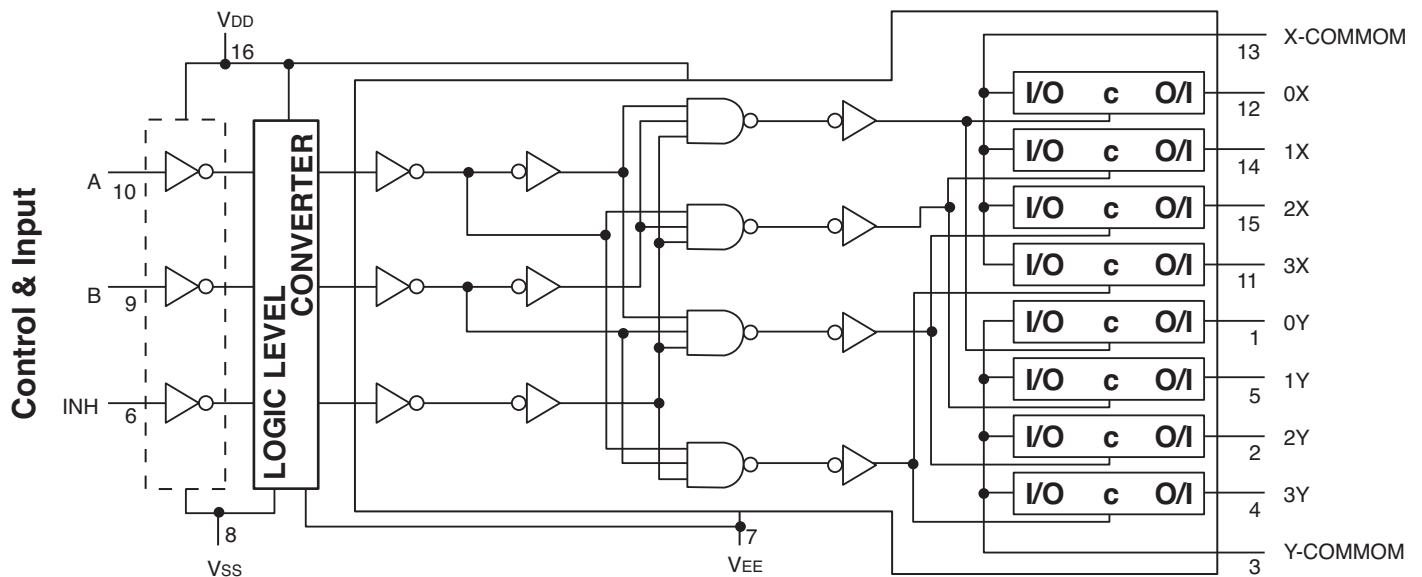 VDD
16
X-COMMOM
13
I/O c O/I
0X
12
I/O c O/I
1X
14
I/O c O/I
2X
15
I/O c O/I
3X
11
I/O c O/I
0Y
1
I/O c O/I
1Y
5
I/O c O/I
2Y
2
I/O c O/I
3Y
4
Y-COMMOM
3
Control & Input
A
10
B
9
INH
6
LOGIC LEVEL
CONVERTER
8
VSS
7
VEE